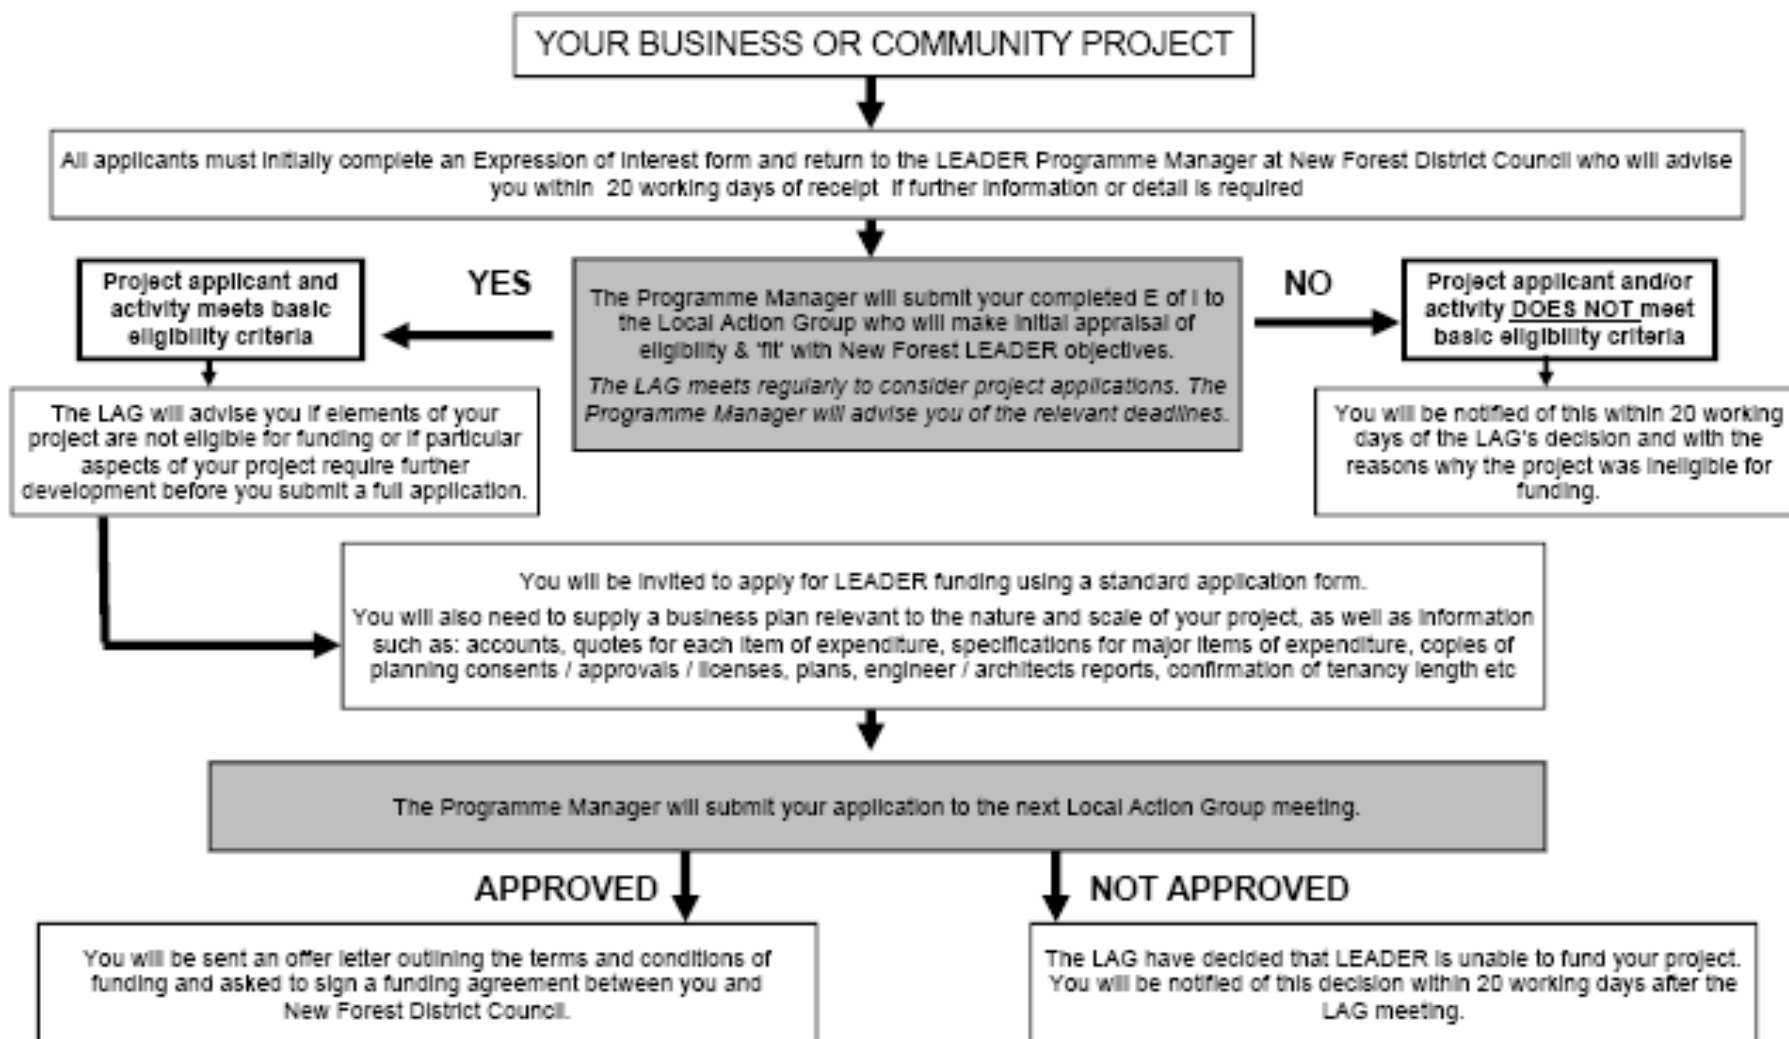 YOUR BUSINESS OR COMMUNITY PROJECT
All applicants must initially complete an Expression of Interest form and return to the LEADER Programme Manager at New Forest District Council who will advise
you within 20 working days of receipt if further information or detail is required
Project applicant and
activity meets basic
eligibility criteria
YES
The Programme Manager will submit your completed E of I to
the Local Action Group who will make initial appraisal of
eligibility & 'fit' with New Forest LEADER objectives.
The LAG meets regularly to consider project applications. The
Programme Manager will advise you of the relevant deadlines.
NO
Project applicant and/or
activity DOES NOT meet
basic eligibility criteria
The LAG will advise you if elements of your
project are not eligible for funding or if particular
aspects of your project require further
development before you submit a full application.
You will be notified of this within 20 working
days of the LAG's decision and with the
reasons why the project was ineligible for
funding.
You will be invited to apply for LEADER funding using a standard application form.
You will also need to supply a business plan relevant to the nature and scale of your project, as well as information
such as: accounts, quotes for each item of expenditure, specifications for major items of expenditure, copies of
planning consents / approvals / licenses, plans, engineer / architects reports, confirmation of tenancy length etc
The Programme Manager will submit your application to the next Local Action Group meeting.
APPROVED
NOT APPROVED
You will be sent an offer letter outlining the terms and conditions of
funding and asked to sign a funding agreement between you and
New Forest District Council.
The LAG have decided that LEADER is unable to fund your project.
You will be notified of this decision within 20 working days after the
LAG meeting.